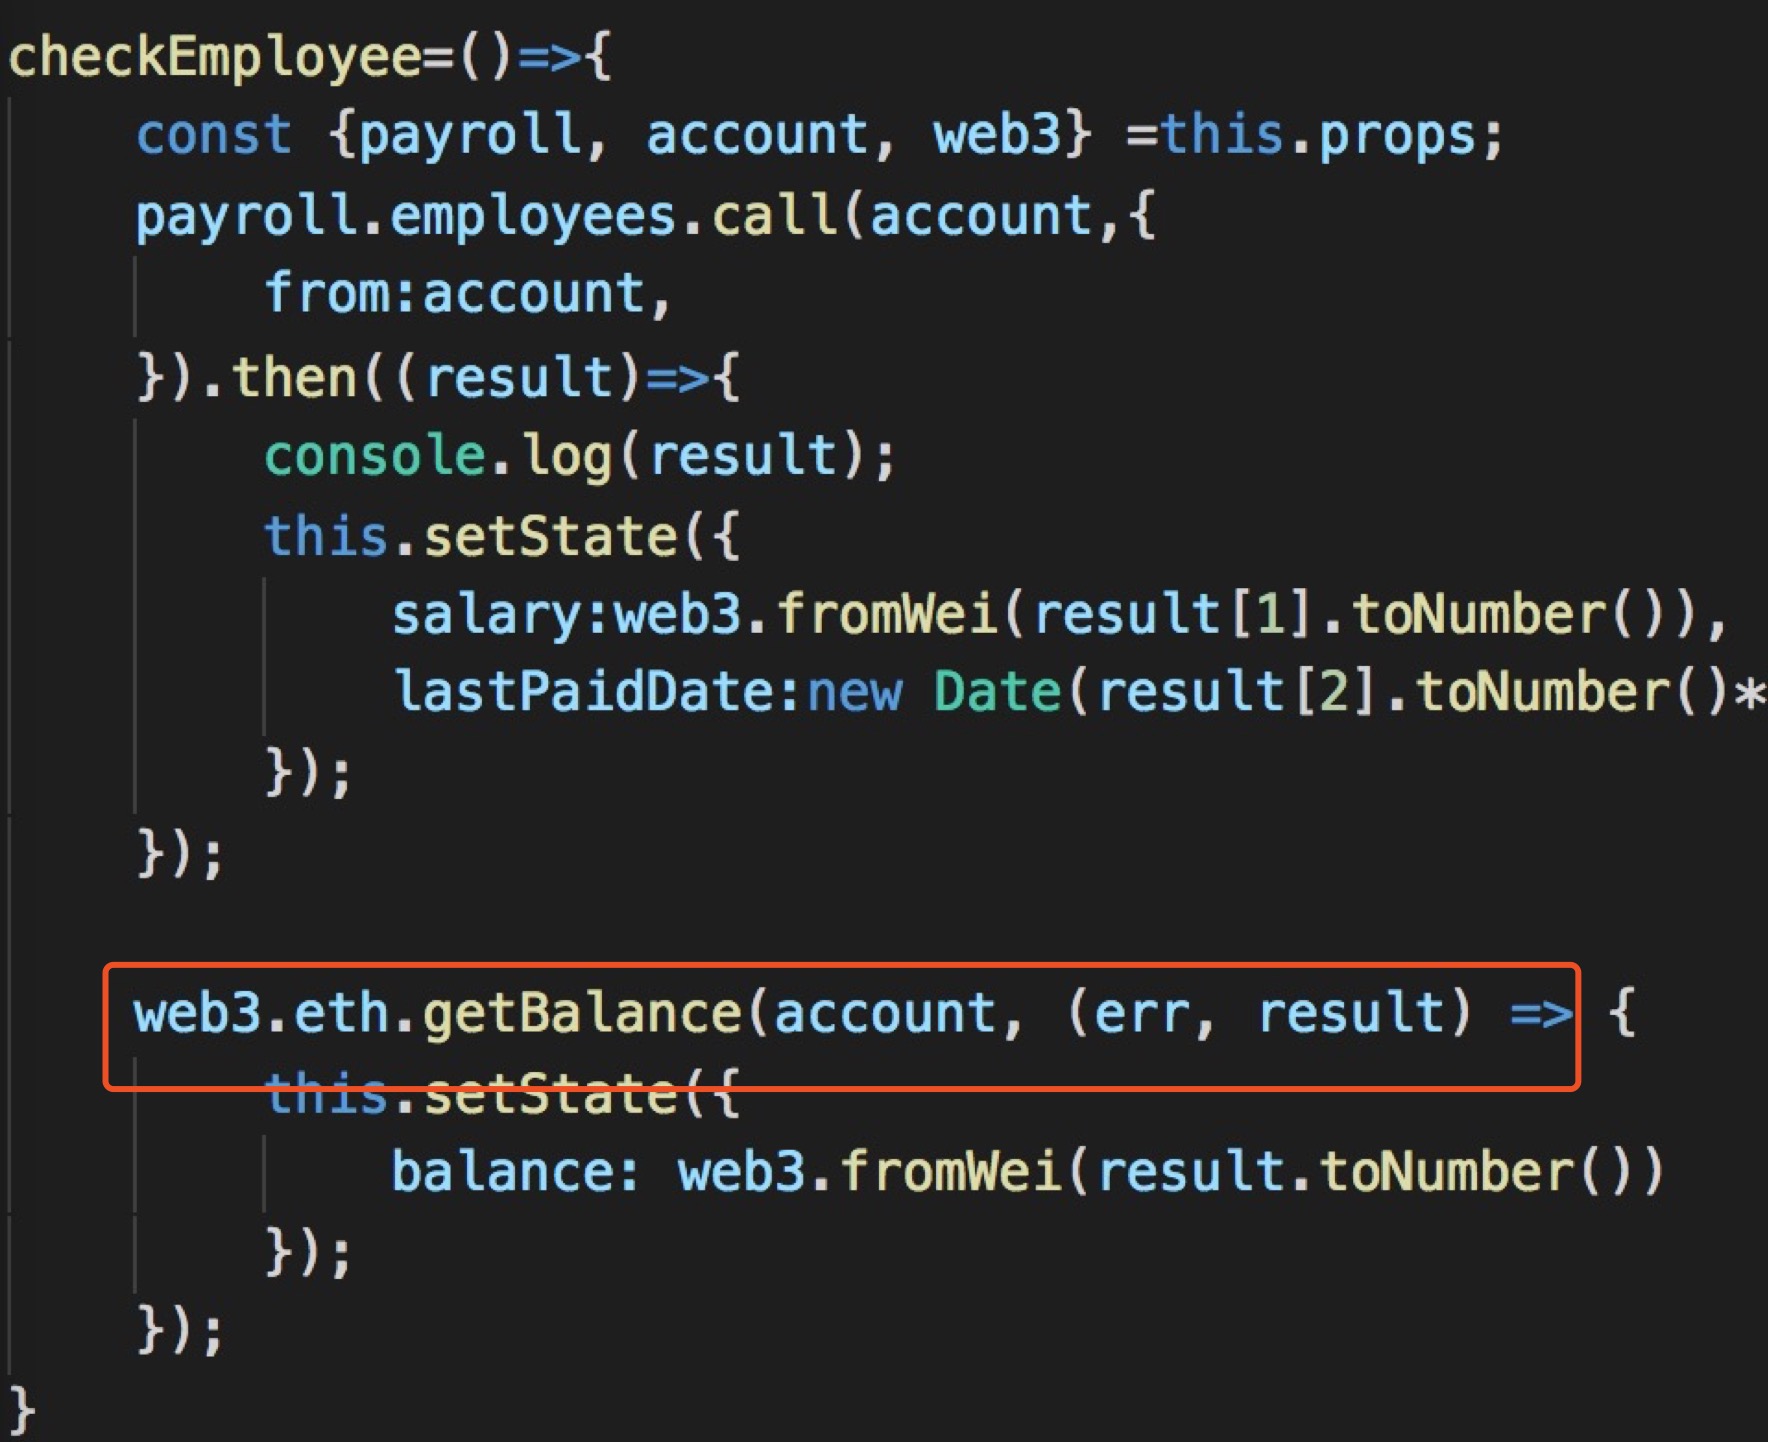 checkEmployee=()=>{
const {payroll, account, web3} =this.props;
payroll.employees.call(account,{
from:account,
}).then((result)=>{
console.log(result);
this.setState({
salary:web3.fromWei(result[1].toNumber()),
lastPaidDate:new Date(result[2].toNumber()*
});
});
web3.eth.getBalance(account, (err, result) => {
this.setState({
balance: web3.fromWei(result.toNumber())
});
});
}